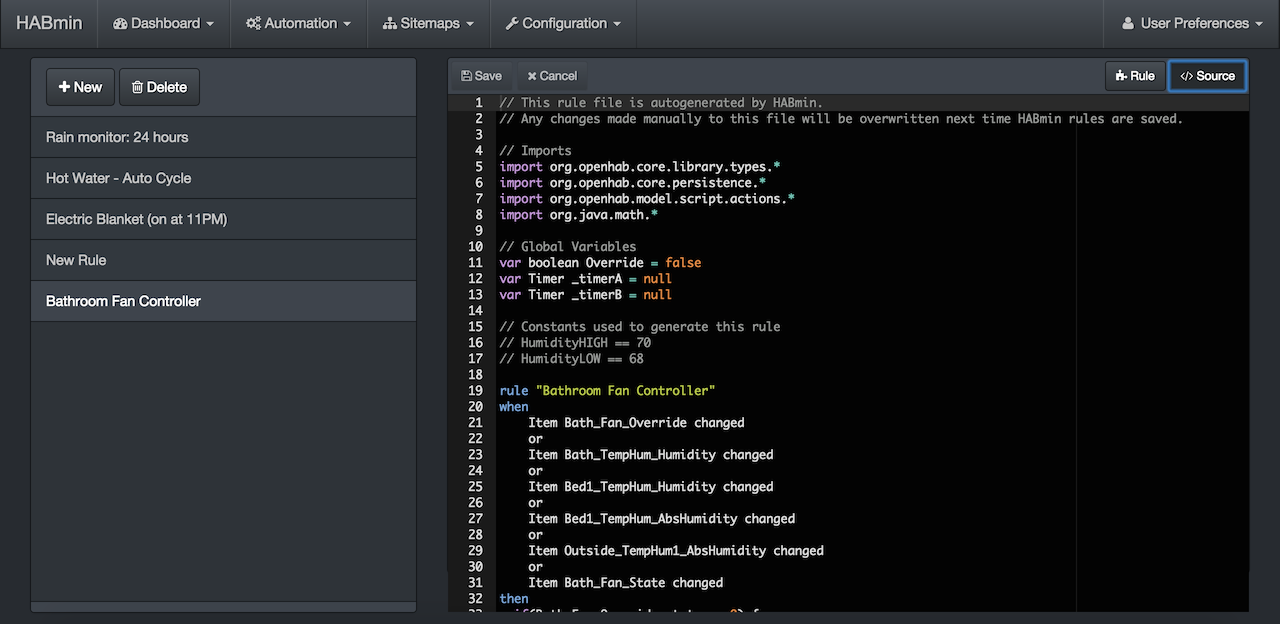 HABmin Dashboard Automation Sitemaps Configuration User Preferences
New Delete
Rain monitor: 24 hours
Hot Water - Auto Cycle
Electric Blanket (on at 11PM)
New Rule
Bathroom Fan Controller
Save Cancel Rule </> Source
1 // This rule file is autogenerated by HABmin.
2 // Any changes made manually to this file will be overwritten next time HABmin rules are saved.
3
4 // Imports
5 import org.openhab.core.library.types.*
6 import org.openhab.core.persistence.*
7 import org.openhab.model.script.actions.*
8 import org.java.math.*
9
10 // Global Variables
11 var boolean Override = false
12 var Timer _timerA = null
13 var Timer _timerB = null
14
15 // Constants used to generate this rule
16 // HumidityHIGH == 70
17 // HumidityLOW == 68
18
19 rule "Bathroom Fan Controller"
20 when
21 Item Bath_Fan_Override changed
22 or
23 Item Bath_TempHum_Humidity changed
24 or
25 Item Bed1_TempHum_Humidity changed
26 or
27 Item Bed1_TempHum_AbsHumidity changed
28 or
29 Item Outside_TempHum1_AbsHumidity changed
30 or
31 Item Bath_Fan_State changed
32 then